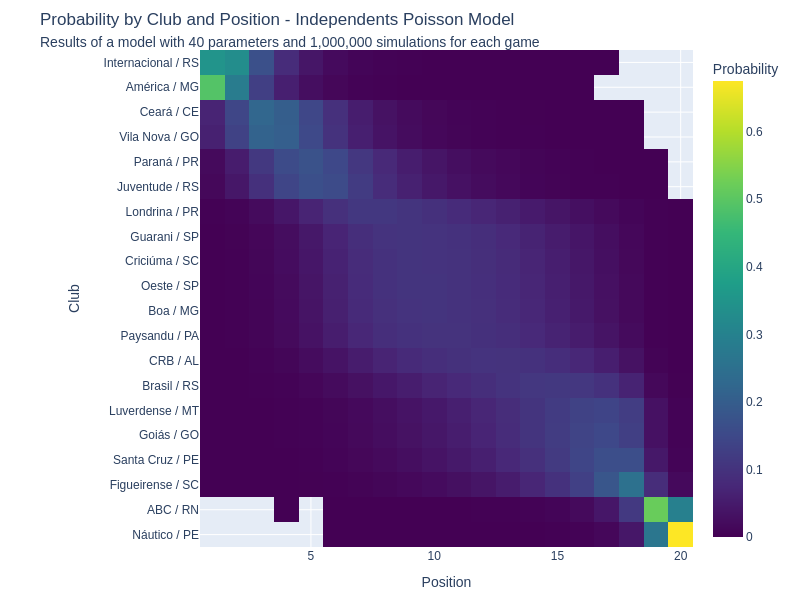 Probability by Club and Position - Independents Poisson Model
Results of a model with 40 parameters and 1,000,000 simulations for each game
Probability
Internacional / RS
América / MG
Ceará / CE
Vila Nova / GO
Paraná / PR
Juventude / RS
Londrina / PR
Guarani / SP
Criciúma / SC
Oeste / SP
Boa / MG
Paysandu / PA
CRB / AL
Brasil / RS
Luverdense / MT
Goiás / GO
Santa Cruz / PE
Figueirense / SC
ABC / RN
Náutico / PE
Club
5
10
15
20
Position
0.6
0.5
0.4
0.3
0.2
0.1
0